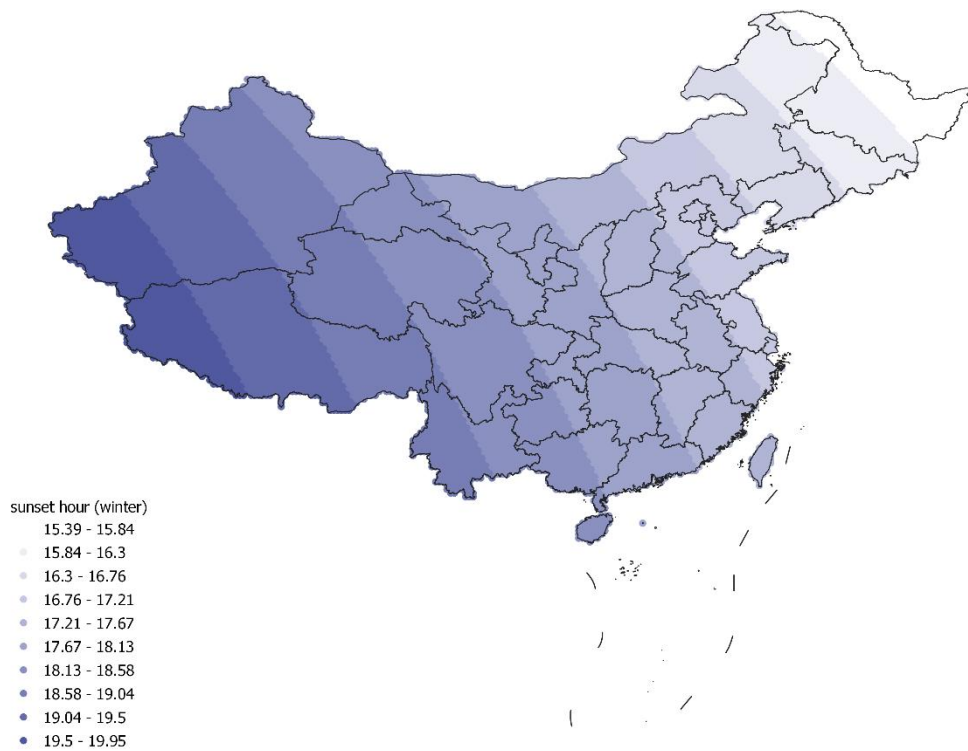 sunset hour (winter)
15.39 - 15.84
15.84 - 16.3
16.3 - 16.76
16.76 - 17.21
17.21 - 17.67
17.67 - 18.13
18.13 - 18.58
18.58 - 19.04
19.04 - 19.5
19.5 - 19.95